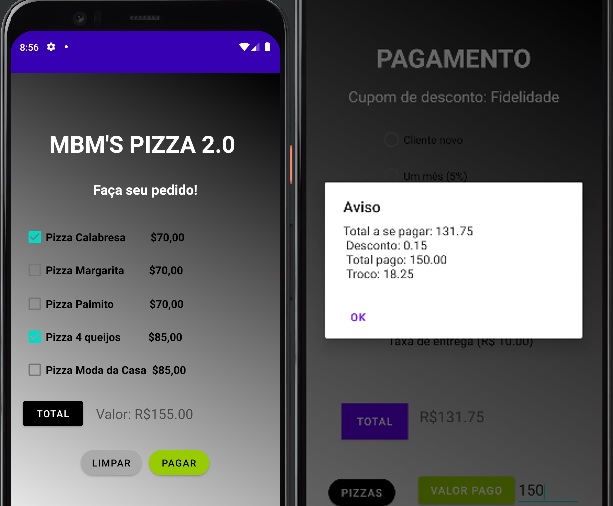 8:56
MBM'S PIZZA 2.0
Faça seu pedido!
Pizza Calabresa $70,00
Pizza Margarita $70,00
Pizza Palmito $70,00
Pizza 4 queijos $85,00
Pizza Moda da Casa $85,00
TOTAL Valor: R$155.00
LIMPAR PAGAR
PAGAMENTO
Cupom de desconto: Fidelidade
Cliente novo
Um mês (5%)
Aviso
Total a se pagar: 131.75
Desconto: 0.15
Total pago: 150.00
Troco: 18.25
OK
Taxa de entrega (R$ 10.00)
TOTAL R$131.75
PIZZAS VALOR PAGO 150